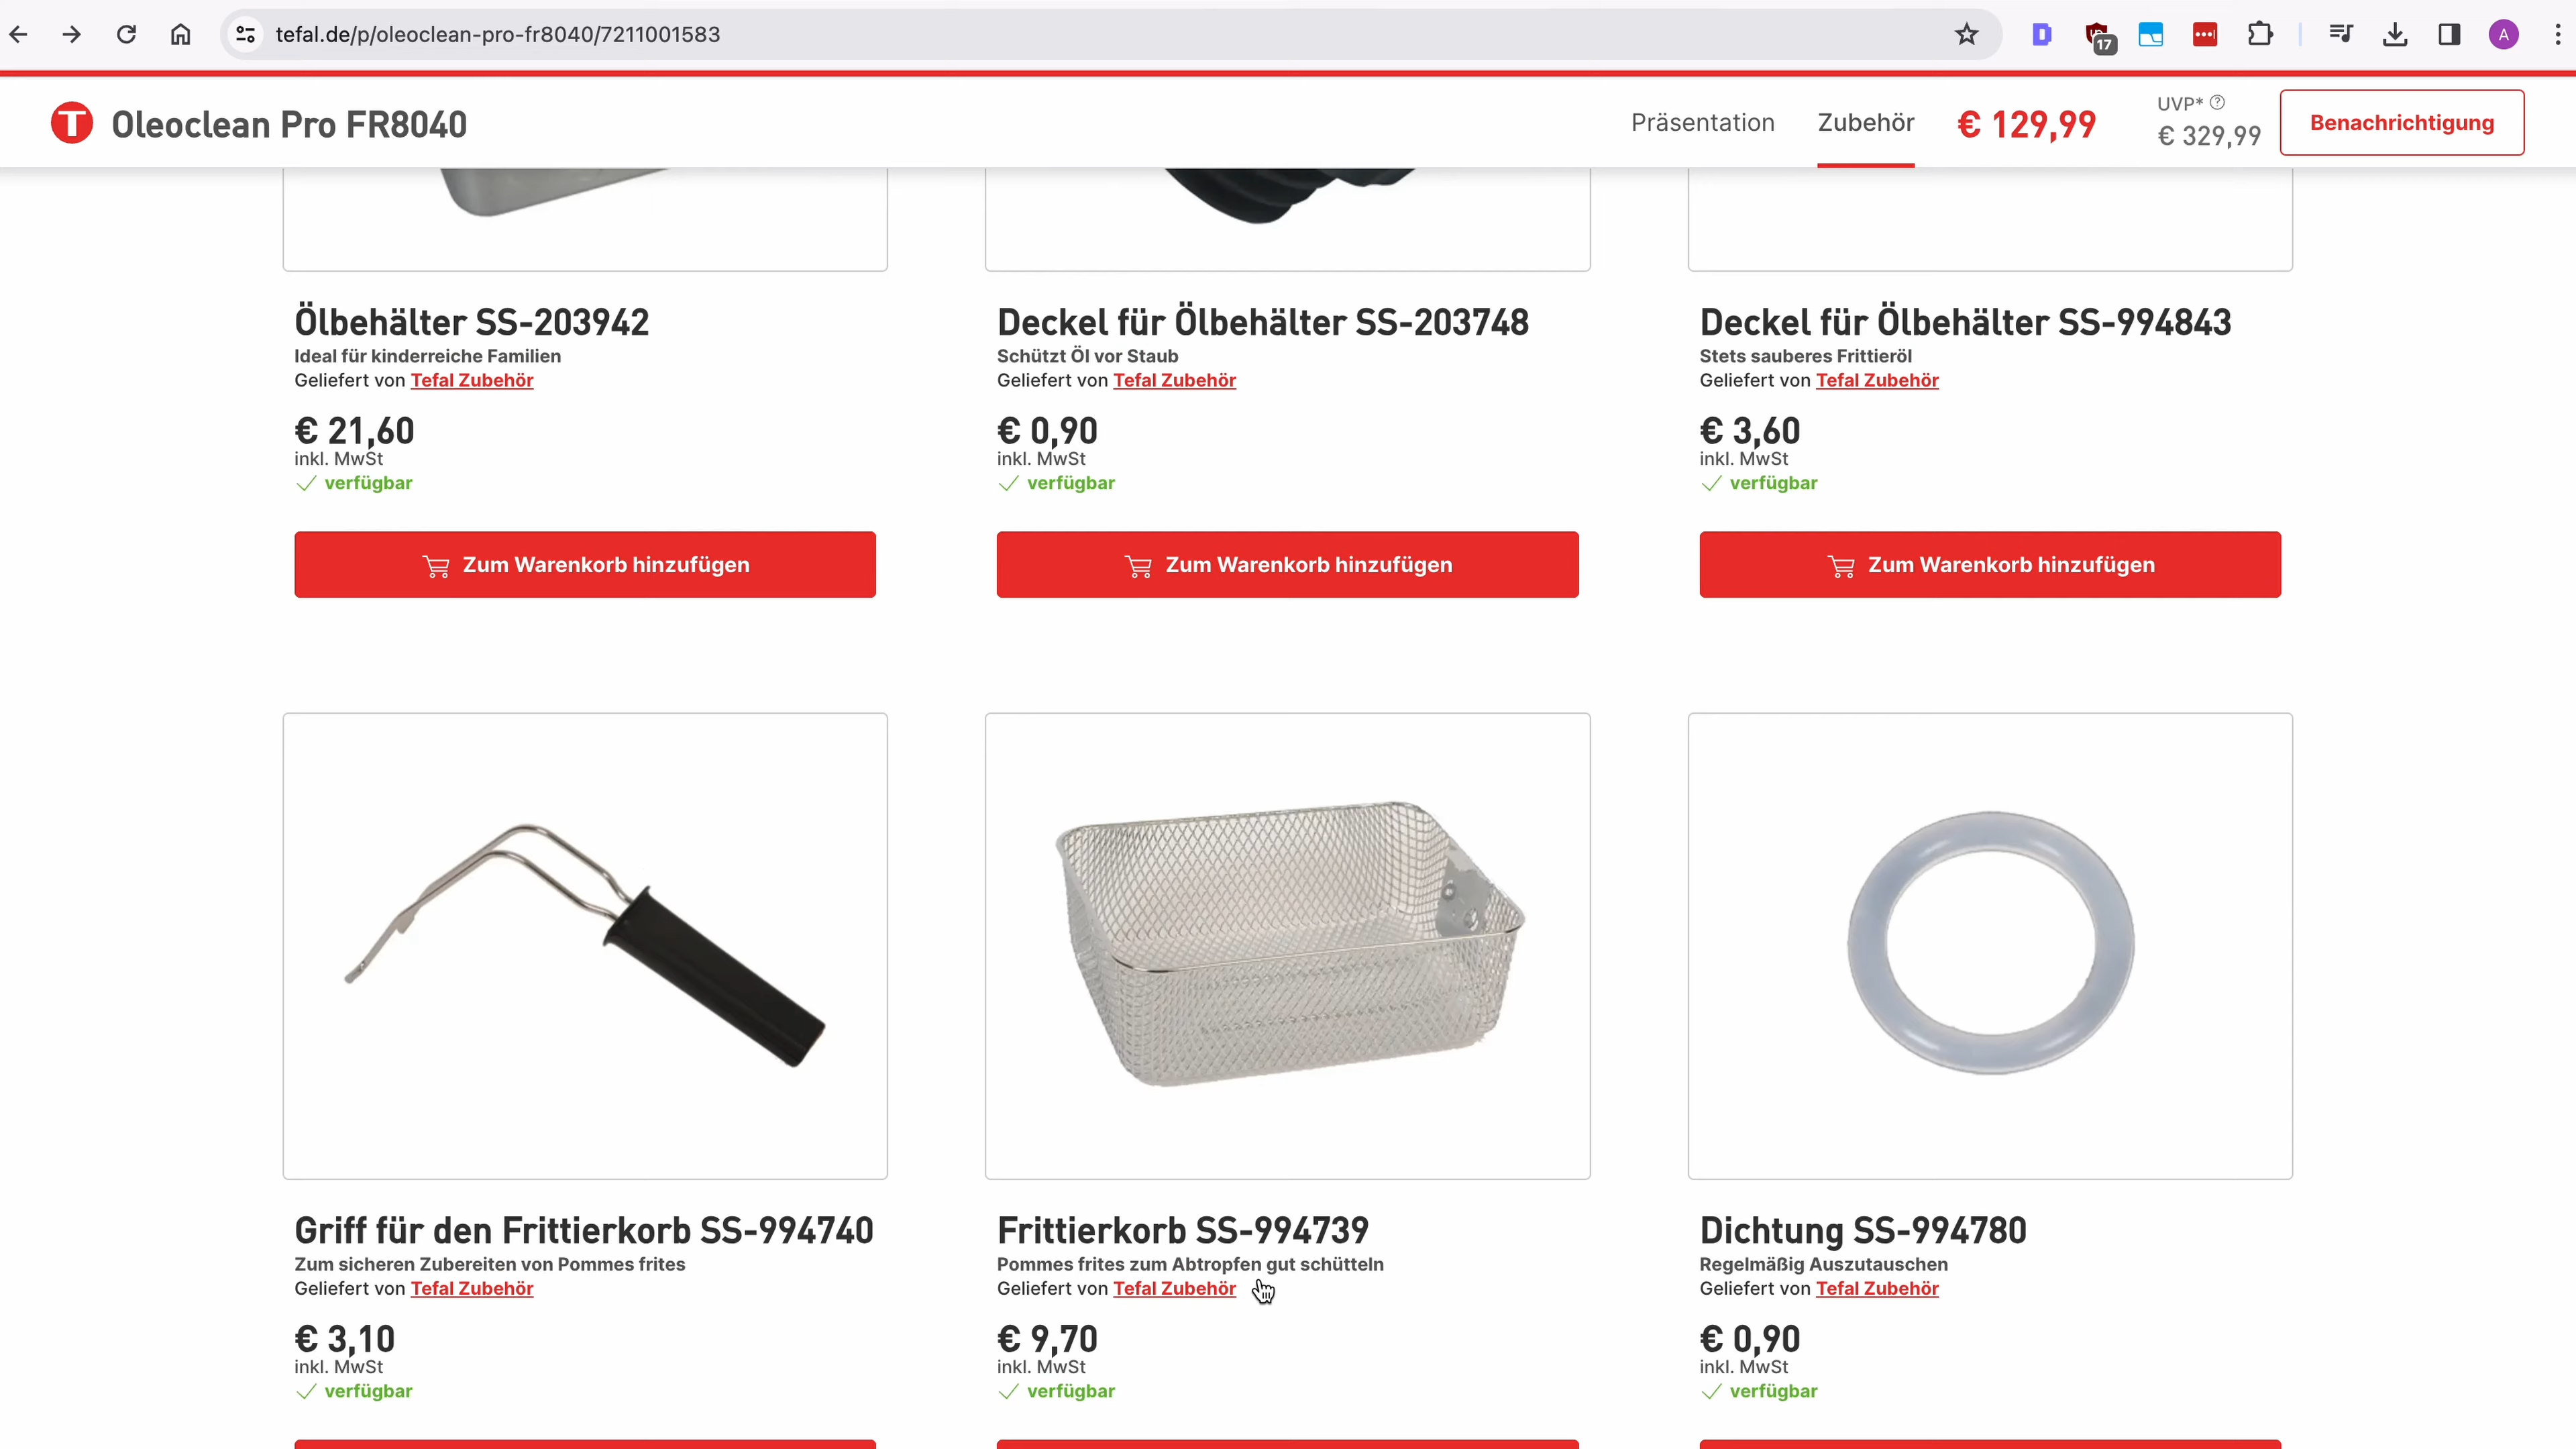 tefal.de/p/oleoclean-pro-fr8040/7211001583
17
A
T Oleoclean Pro FR8040
Präsentation
Zubehör
€ 129,99
UVP* ?
€ 329,99
Benachrichtigung
Ölbehälter SS-203942
Ideal für kinderreiche Familien
Geliefert von Tefal Zubehör
€ 21,60
inkl. MwSt
verfügbar
Zum Warenkorb hinzufügen
Deckel für Ölbehälter SS-203748
Schützt Öl vor Staub
Geliefert von Tefal Zubehör
€ 0,90
inkl. MwSt
verfügbar
Zum Warenkorb hinzufügen
Deckel für Ölbehälter SS-994843
Stets sauberes Frittieröl
Geliefert von Tefal Zubehör
€ 3,60
inkl. MwSt
verfügbar
Zum Warenkorb hinzufügen
Griff für den Frittierkorb SS-994740
Zum sicheren Zubereiten von Pommes frites
Geliefert von Tefal Zubehör
€ 3,10
inkl. MwSt
verfügbar
Frittierkorb SS-994739
Pommes frites zum Abtropfen gut schütteln
Geliefert von Tefal Zubehör
€ 9,70
inkl. MwSt
verfügbar
Dichtung SS-994780
Regelmäßig Auszutauschen
Geliefert von Tefal Zubehör
€ 0,90
inkl. MwSt
verfügbar